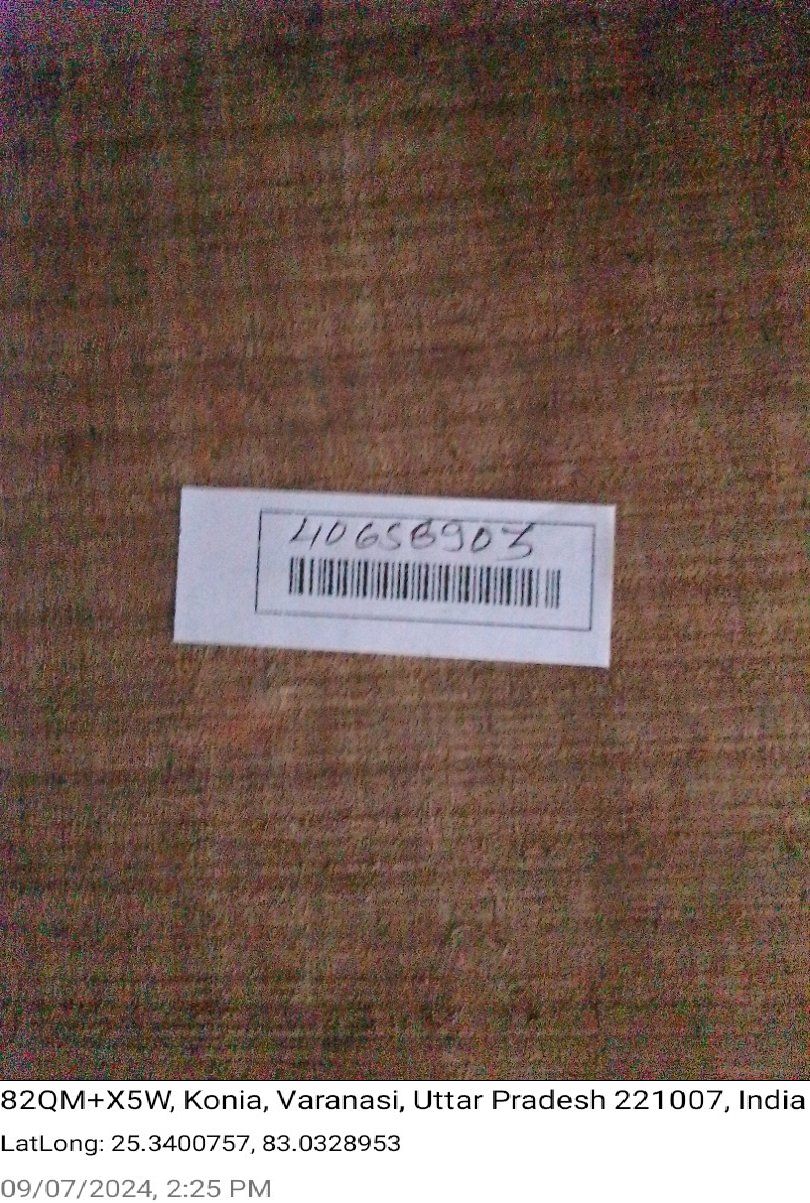 40658903
82QM+X5W, Konia, Varanasi, Uttar Pradesh 221007, India
LatLong: 25.3400757, 83.0328953
09/07/2024, 2:25 PM